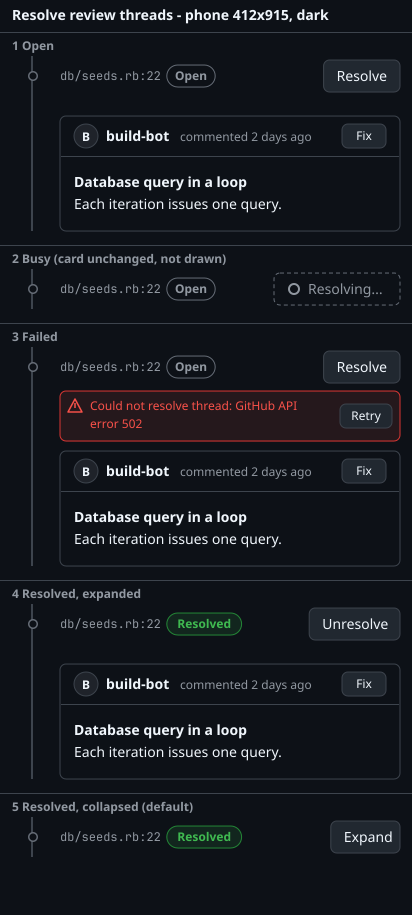 Resolve review threads - phone 412x915, dark
1 Open
db/seeds.rb:22 Open Resolve
B build-bot commented 2 days ago Fix
Database query in a loop
Each iteration issues one query.
2 Busy (card unchanged, not drawn)
db/seeds.rb:22 Open Resolving...
3 Failed
db/seeds.rb:22 Open Resolve
Could not resolve thread: GitHub API
error 502
Retry
B build-bot commented 2 days ago Fix
Database query in a loop
Each iteration issues one query.
4 Resolved, expanded
db/seeds.rb:22 Resolved Unresolve
B build-bot commented 2 days ago Fix
Database query in a loop
Each iteration issues one query.
5 Resolved, collapsed (default)
db/seeds.rb:22 Resolved Expand